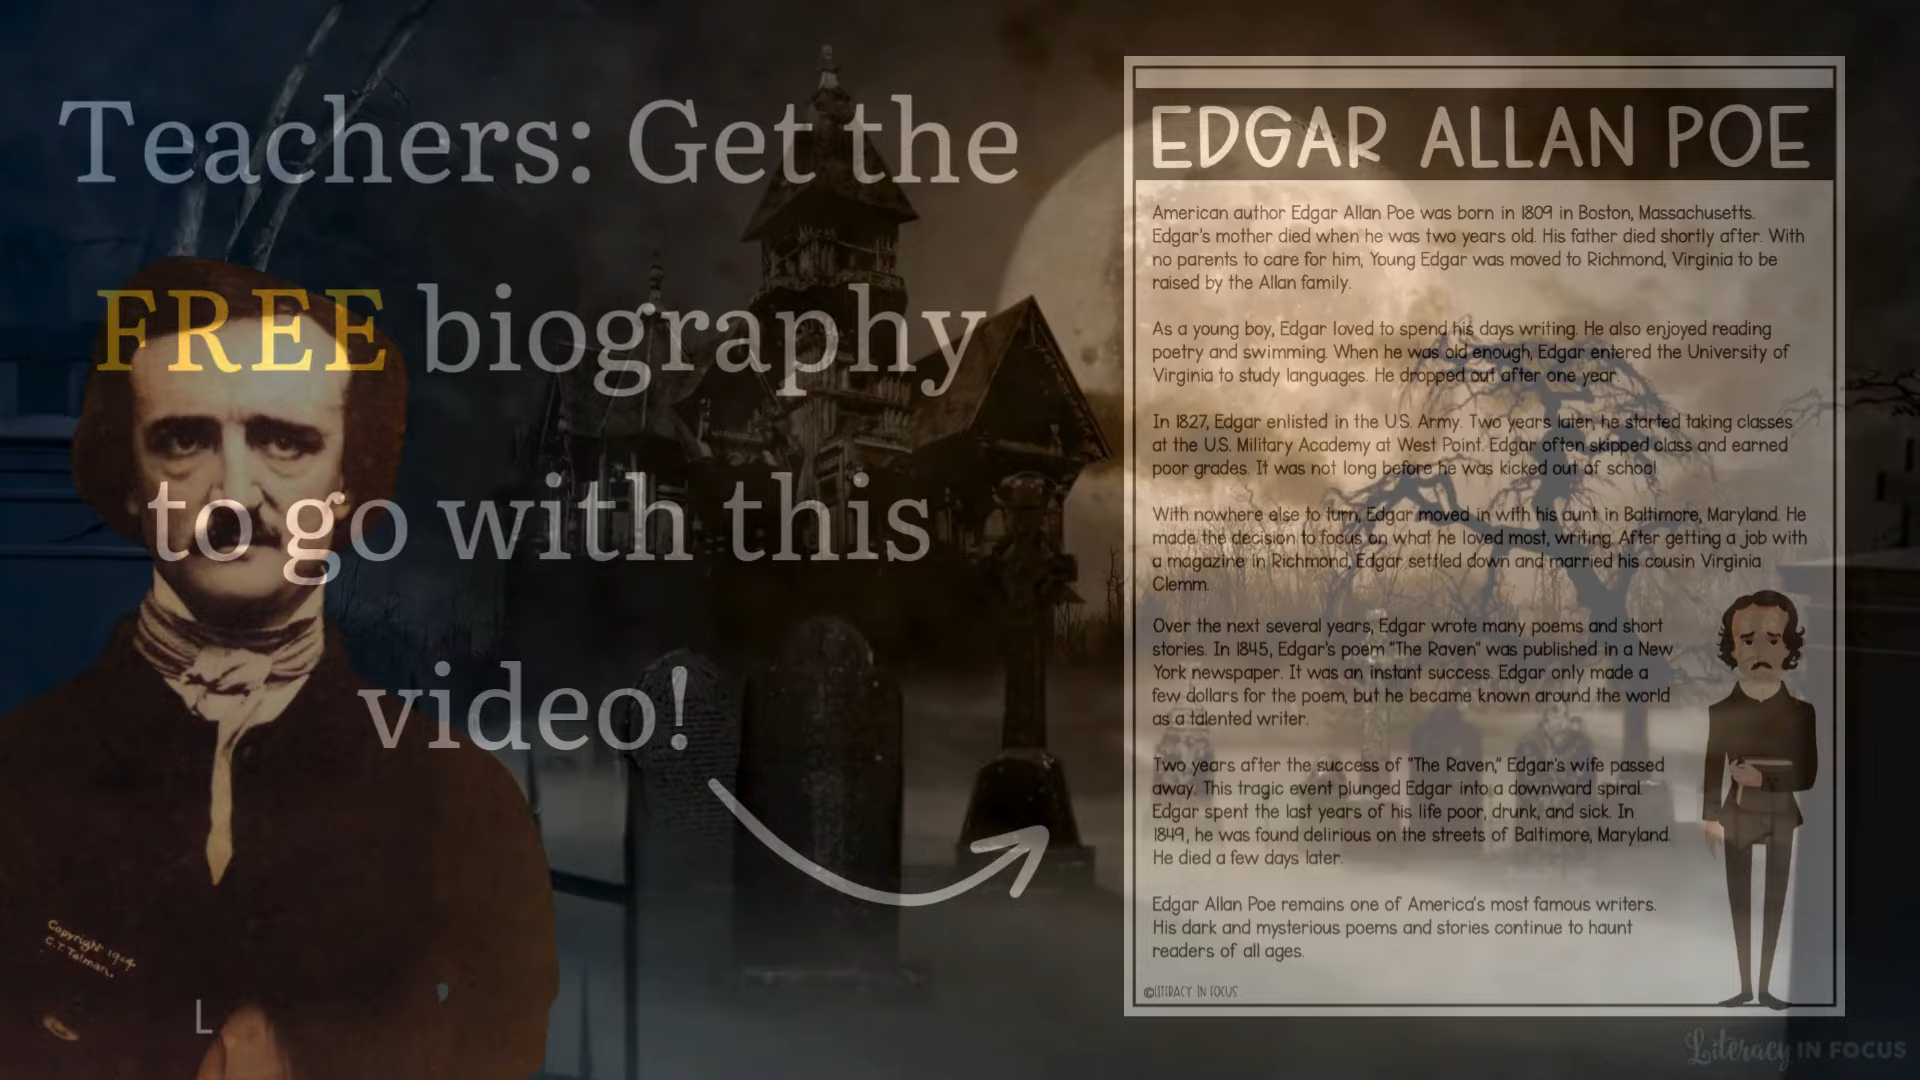 Teachers: Get the
FREE biography
to go with this
video!
EDGAR ALLAN POE
American author Edgar Allan Poe was born in 1809 in Boston, Massachusetts.
Edgar's mother died when he was two years old. His father died shortly after. With
no parents to care for him, Young Edgar was moved to Richmond, Virginia to be
raised by the Allan family.
As a young boy, Edgar loved to spend his days writing. He also enjoyed reading
poetry and swimming. When he was old enough, Edgar entered the University of
Virginia to study languages. He dropped out after one year.
In 1827, Edgar enlisted in the U.S. Army. Two years later, he started taking classes
at the U.S. Military Academy at West Point. Edgar often skipped class and earned
poor grades. It was not long before he was kicked out of school.
With nowhere else to turn, Edgar moved in with his aunt in Baltimore, Maryland. He
made the decision to focus on what he loved most, writing. After getting a job with
a magazine in Richmond, Edgar settled down and married his cousin Virginia
Clemm.
Over the next several years, Edgar wrote many poems and short
stories. In 1845, Edgar's poem "The Raven" was published in a New
York newspaper. It was an instant success. Edgar only made a
few dollars for the poem, but he became known around the world
as a talented writer.
Two years after the success of "The Raven," Edgar's wife passed
away. This tragic event plunged Edgar into a downward spiral.
Edgar spent the last years of his life poor, drunk, and sick. In
1849, he was found delirious on the streets of Baltimore, Maryland.
He died a few days later.
Edgar Allan Poe remains one of America's most famous writers.
His dark and mysterious poems and stories continue to haunt
readers of all ages.
©LITERACY IN FOCUS
Copyright 1904
C.T. Tatman.
L
Literacy IN FOCUS